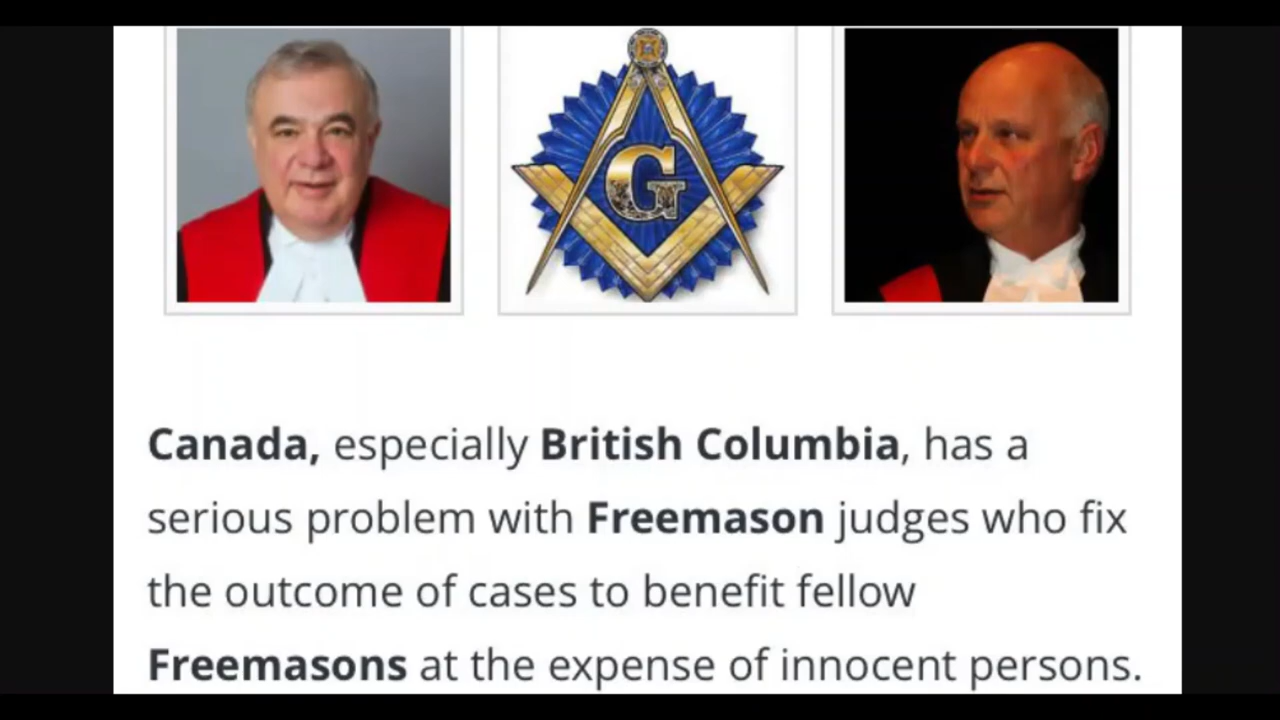 G
Canada, especially British Columbia, has a
serious problem with Freemason judges who fix
the outcome of cases to benefit fellow
Freemasons at the expense of innocent persons.